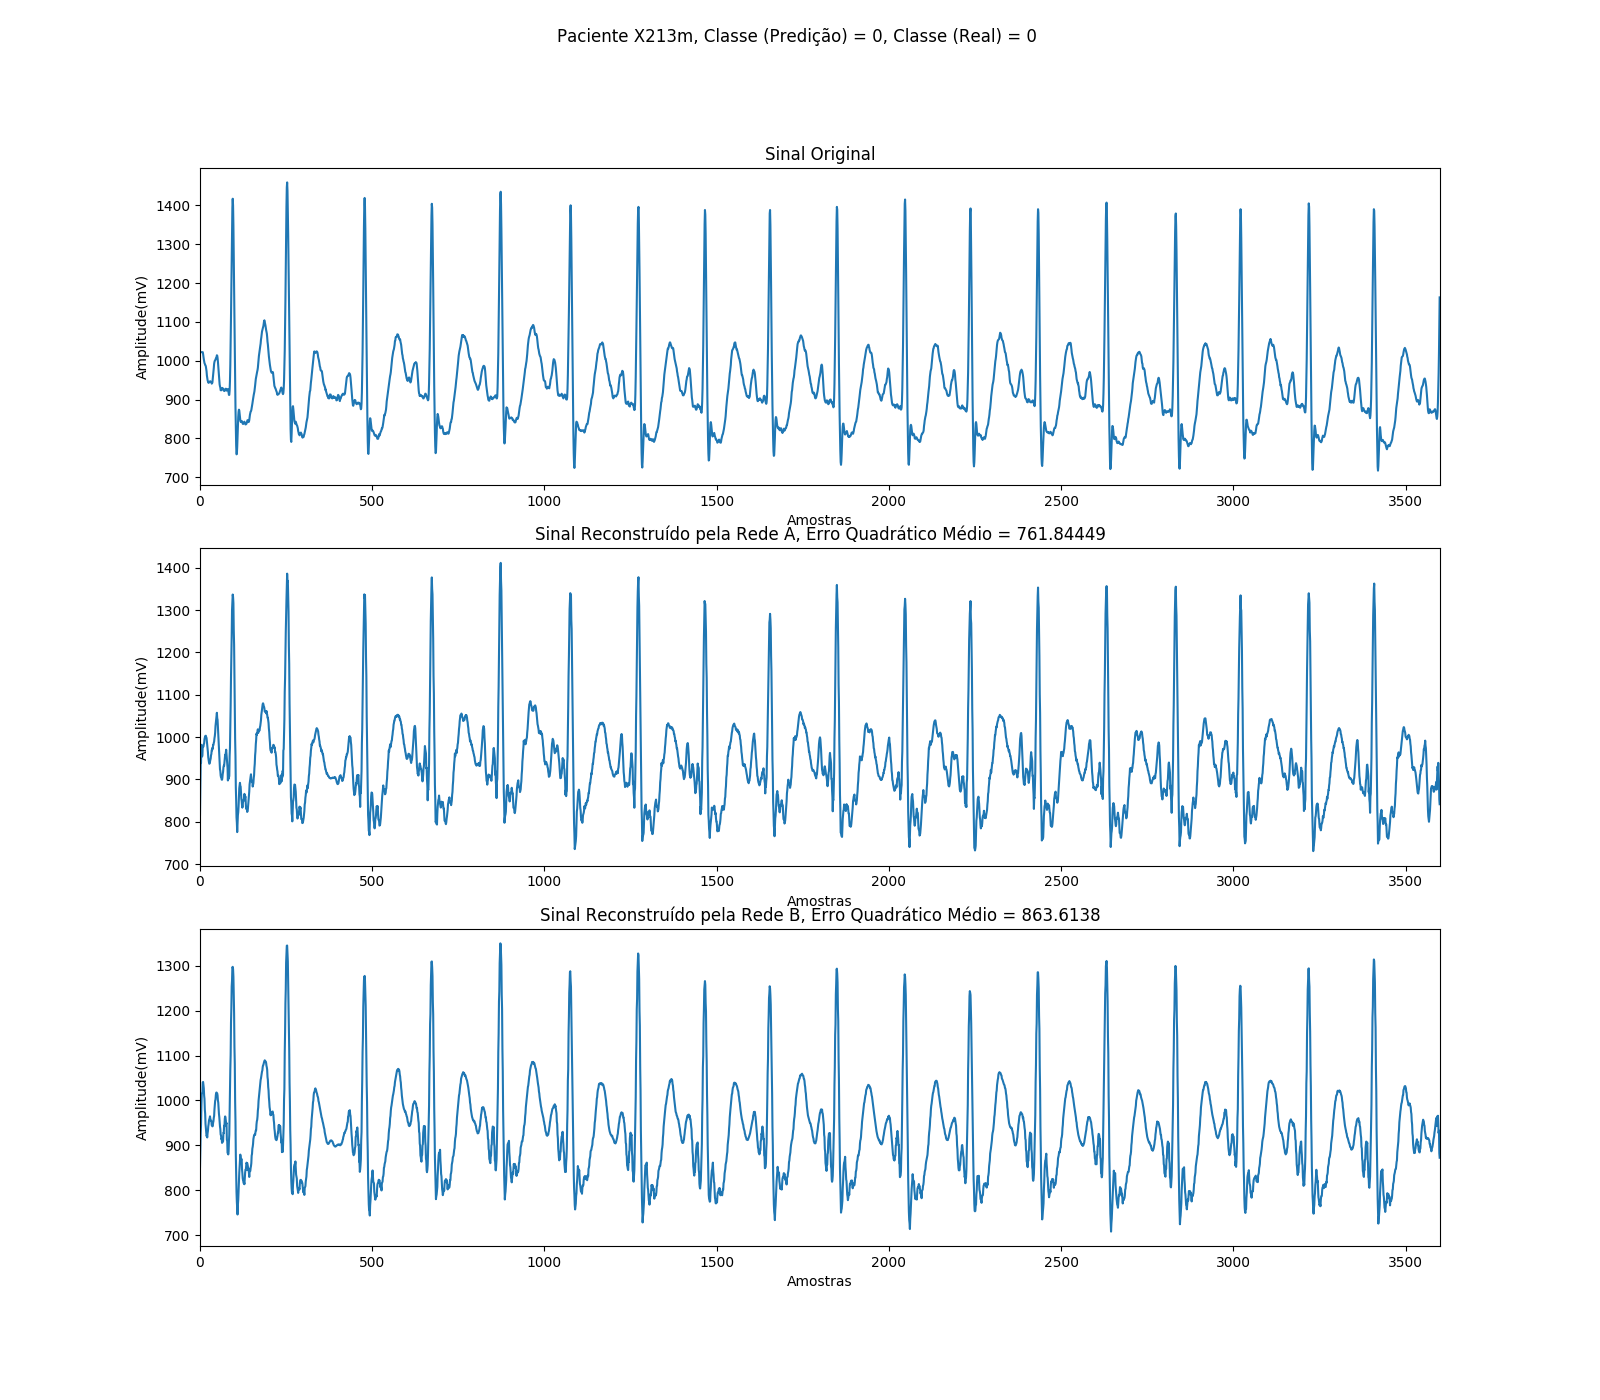 Paciente X213m, Classe (Predição) = 0, Classe (Real) = 0
Sinal Original
Amplitude(mV)
1400
1300
1200
1100
1000
900
800
700
0 500 1000 1500 2000 2500 3000 3500
Amostras
Sinal Reconstruído pela Rede A, Erro Quadrático Médio = 761.84449
Amplitude(mV)
1400
1300
1200
1100
1000
900
800
700
0 500 1000 1500 2000 2500 3000 3500
Amostras
Sinal Reconstruído pela Rede B, Erro Quadrático Médio = 863.6138
Amplitude(mV)
1300
1200
1100
1000
900
800
700
0 500 1000 1500 2000 2500 3000 3500
Amostras